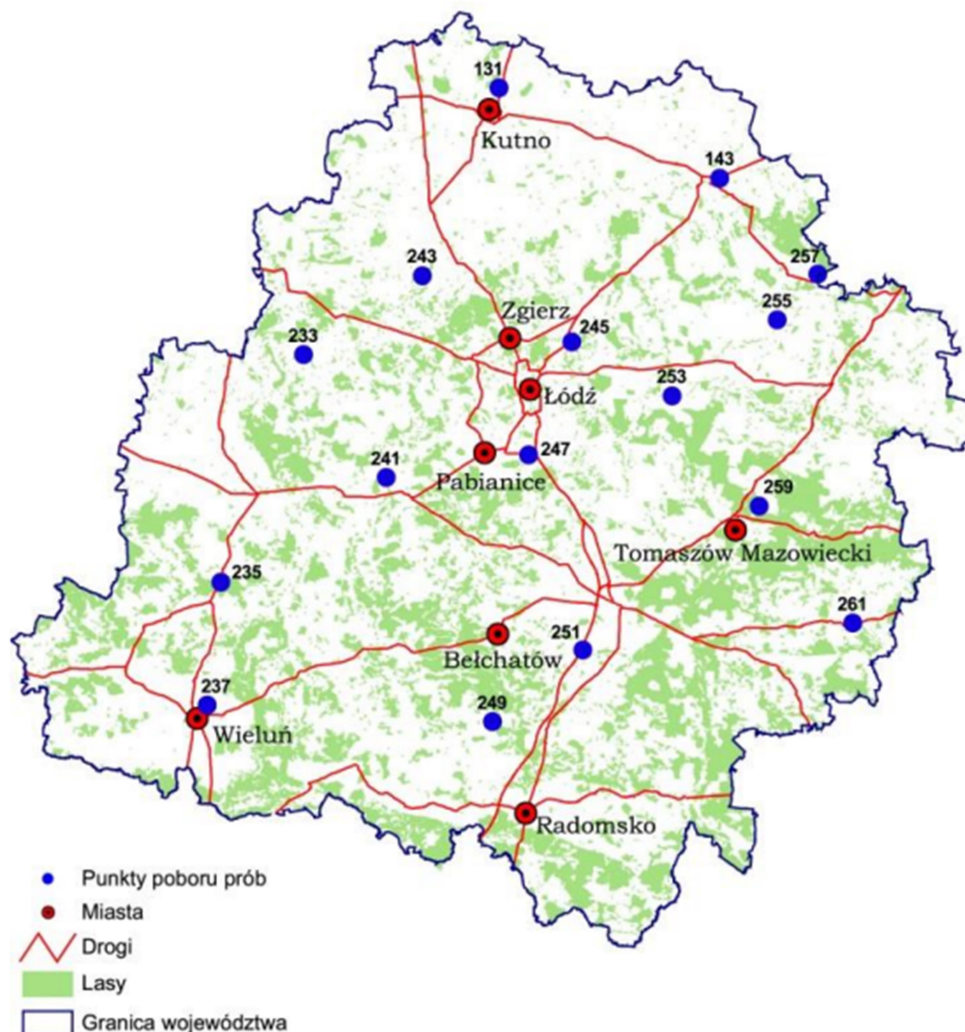 131
Kutno
143
243
257
255
Zgierz
245
233
Łódź
253
247
241
Pabianice
259
Tomaszów Mazowiecki
235
261
251
Bełchatów
237
249
Wieluń
Radomsko
Punkty poboru prób
Miasta
Drogi
Lasy
Granica województwa